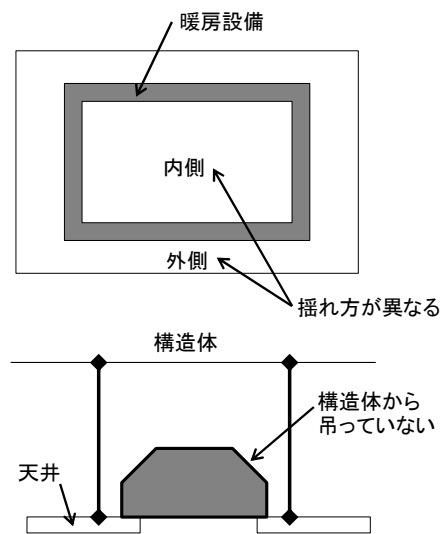 暖房設備
内側
外側
揺れ方が異なる
構造体
構造体から
吊っていない
天井